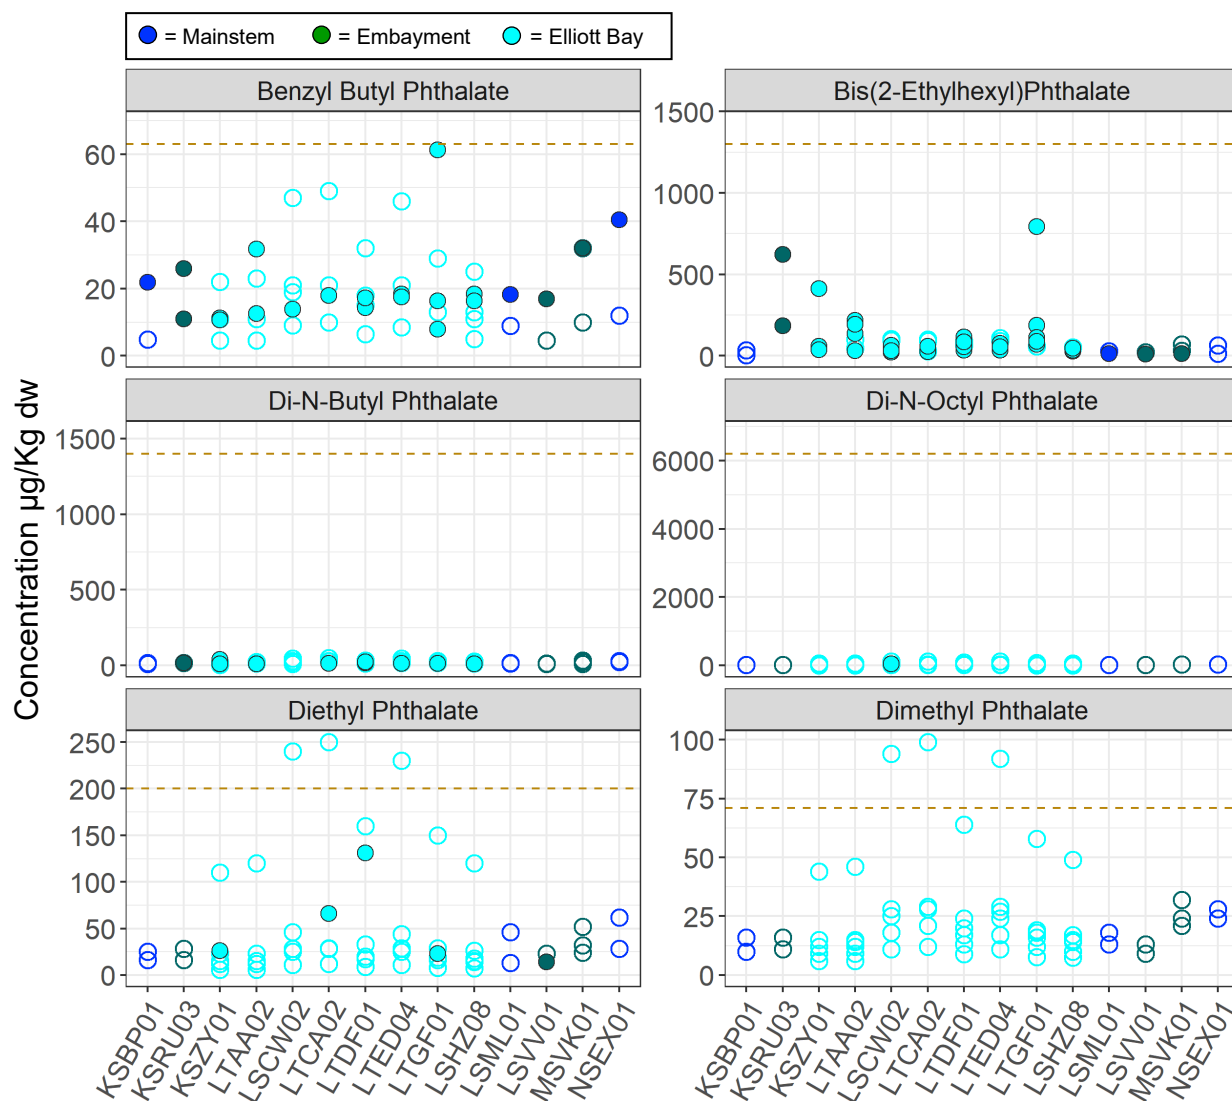 = Mainstem = Embayment = Elliott Bay
Benzyl Butyl Phthalate
60
40
20
0
Bis(2-Ethylhexyl)Phthalate
1500
1000
500
0
Concentration µg/Kg dw
Di-N-Butyl Phthalate
1500
1000
500
0
Di-N-Octyl Phthalate
6000
4000
2000
0
Diethyl Phthalate
250
200
150
100
50
0
Dimethyl Phthalate
100
75
50
25
0
KSBP01 KSRU03 KSZY01 LTAA02 LSCW02 LTCA02 LTDF01 LTED04 LTGF01 LSHZ08 LSML01 LSVV01 MSVK01 NSEX01
KSBP01 KSRU03 KSZY01 LTAA02 LSCW02 LTCA02 LTDF01 LTED04 LTGF01 LSHZ08 LSML01 LSVV01 MSVK01 NSEX01